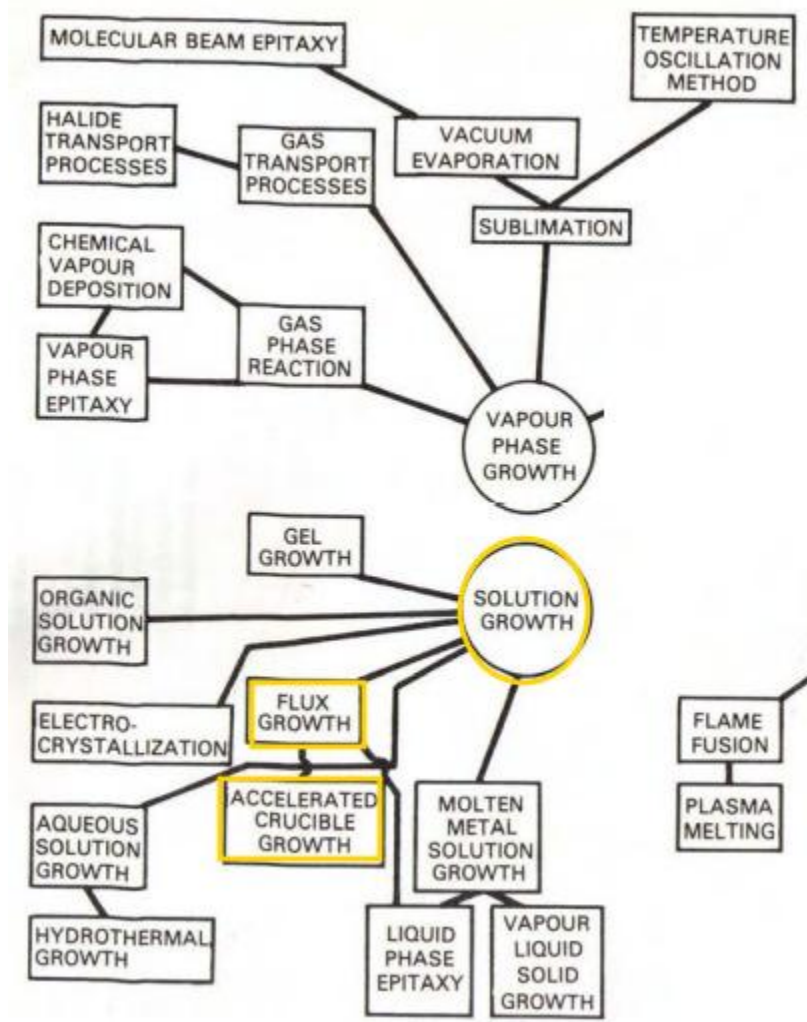 MOLECULAR BEAM EPITAXY
TEMPERATURE
OSCILLATION
METHOD
HALIDE
TRANSPORT
PROCESSES
GAS
TRANSPORT
PROCESSES
VACUUM
EVAPORATION
SUBLIMATION
CHEMICAL
VAPOUR
DEPOSITION
GAS
PHASE
REACTION
VAPOUR
PHASE
EPITAXY
VAPOUR
PHASE
GROWTH
GEL
GROWTH
SOLUTION
GROWTH
ORGANIC
SOLUTION
GROWTH
FLUX
GROWTH
ELECTRO-
CRYSTALLIZATION
FLAME
FUSION
ACCELERATED
CRUCIBLE
GROWTH
MOLTEN
METAL
SOLUTION
GROWTH
PLASMA
MELTING
AQUEOUS
SOLUTION
GROWTH
HYDROTHERMAL
GROWTH
LIQUID
PHASE
EPITAXY
VAPOUR
LIQUID
SOLID
GROWTH